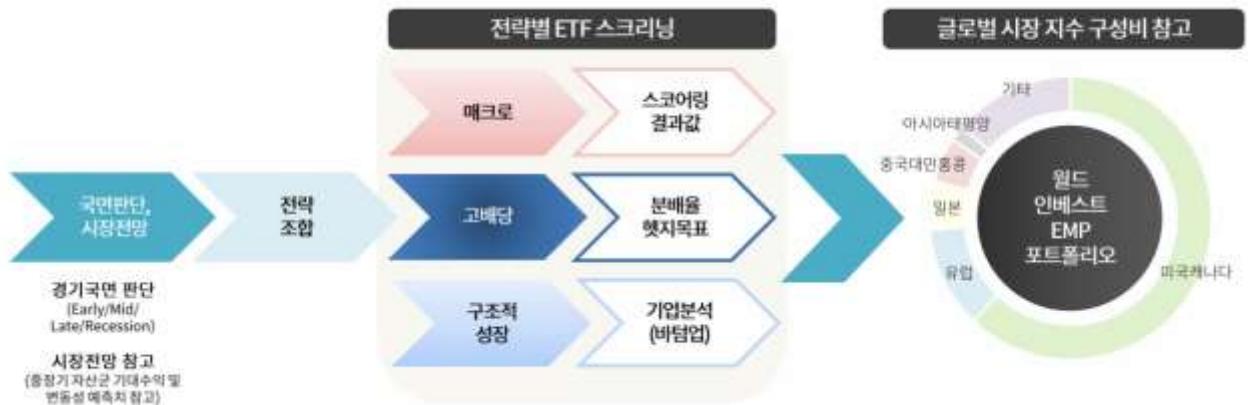 전략별 ETF 스크리닝
글로벌 시장 지수 구성비 참고
국면판단,
시장전망
전략
조합
매크로
스코어링
결과값
고배당
분배율
헷지목표
구조적
성장
기업분석
(바텀업)
경기국면 판단
(Early/Mid/
Late/Recession)
시장전망 참고
(중장기 자산군 기대수익 및
변동성 예측치 참고)
기타
아시아태평양
중국대만홍콩
일본
유럽
미국캐나다
월드
인베스트
EMP
포트폴리오